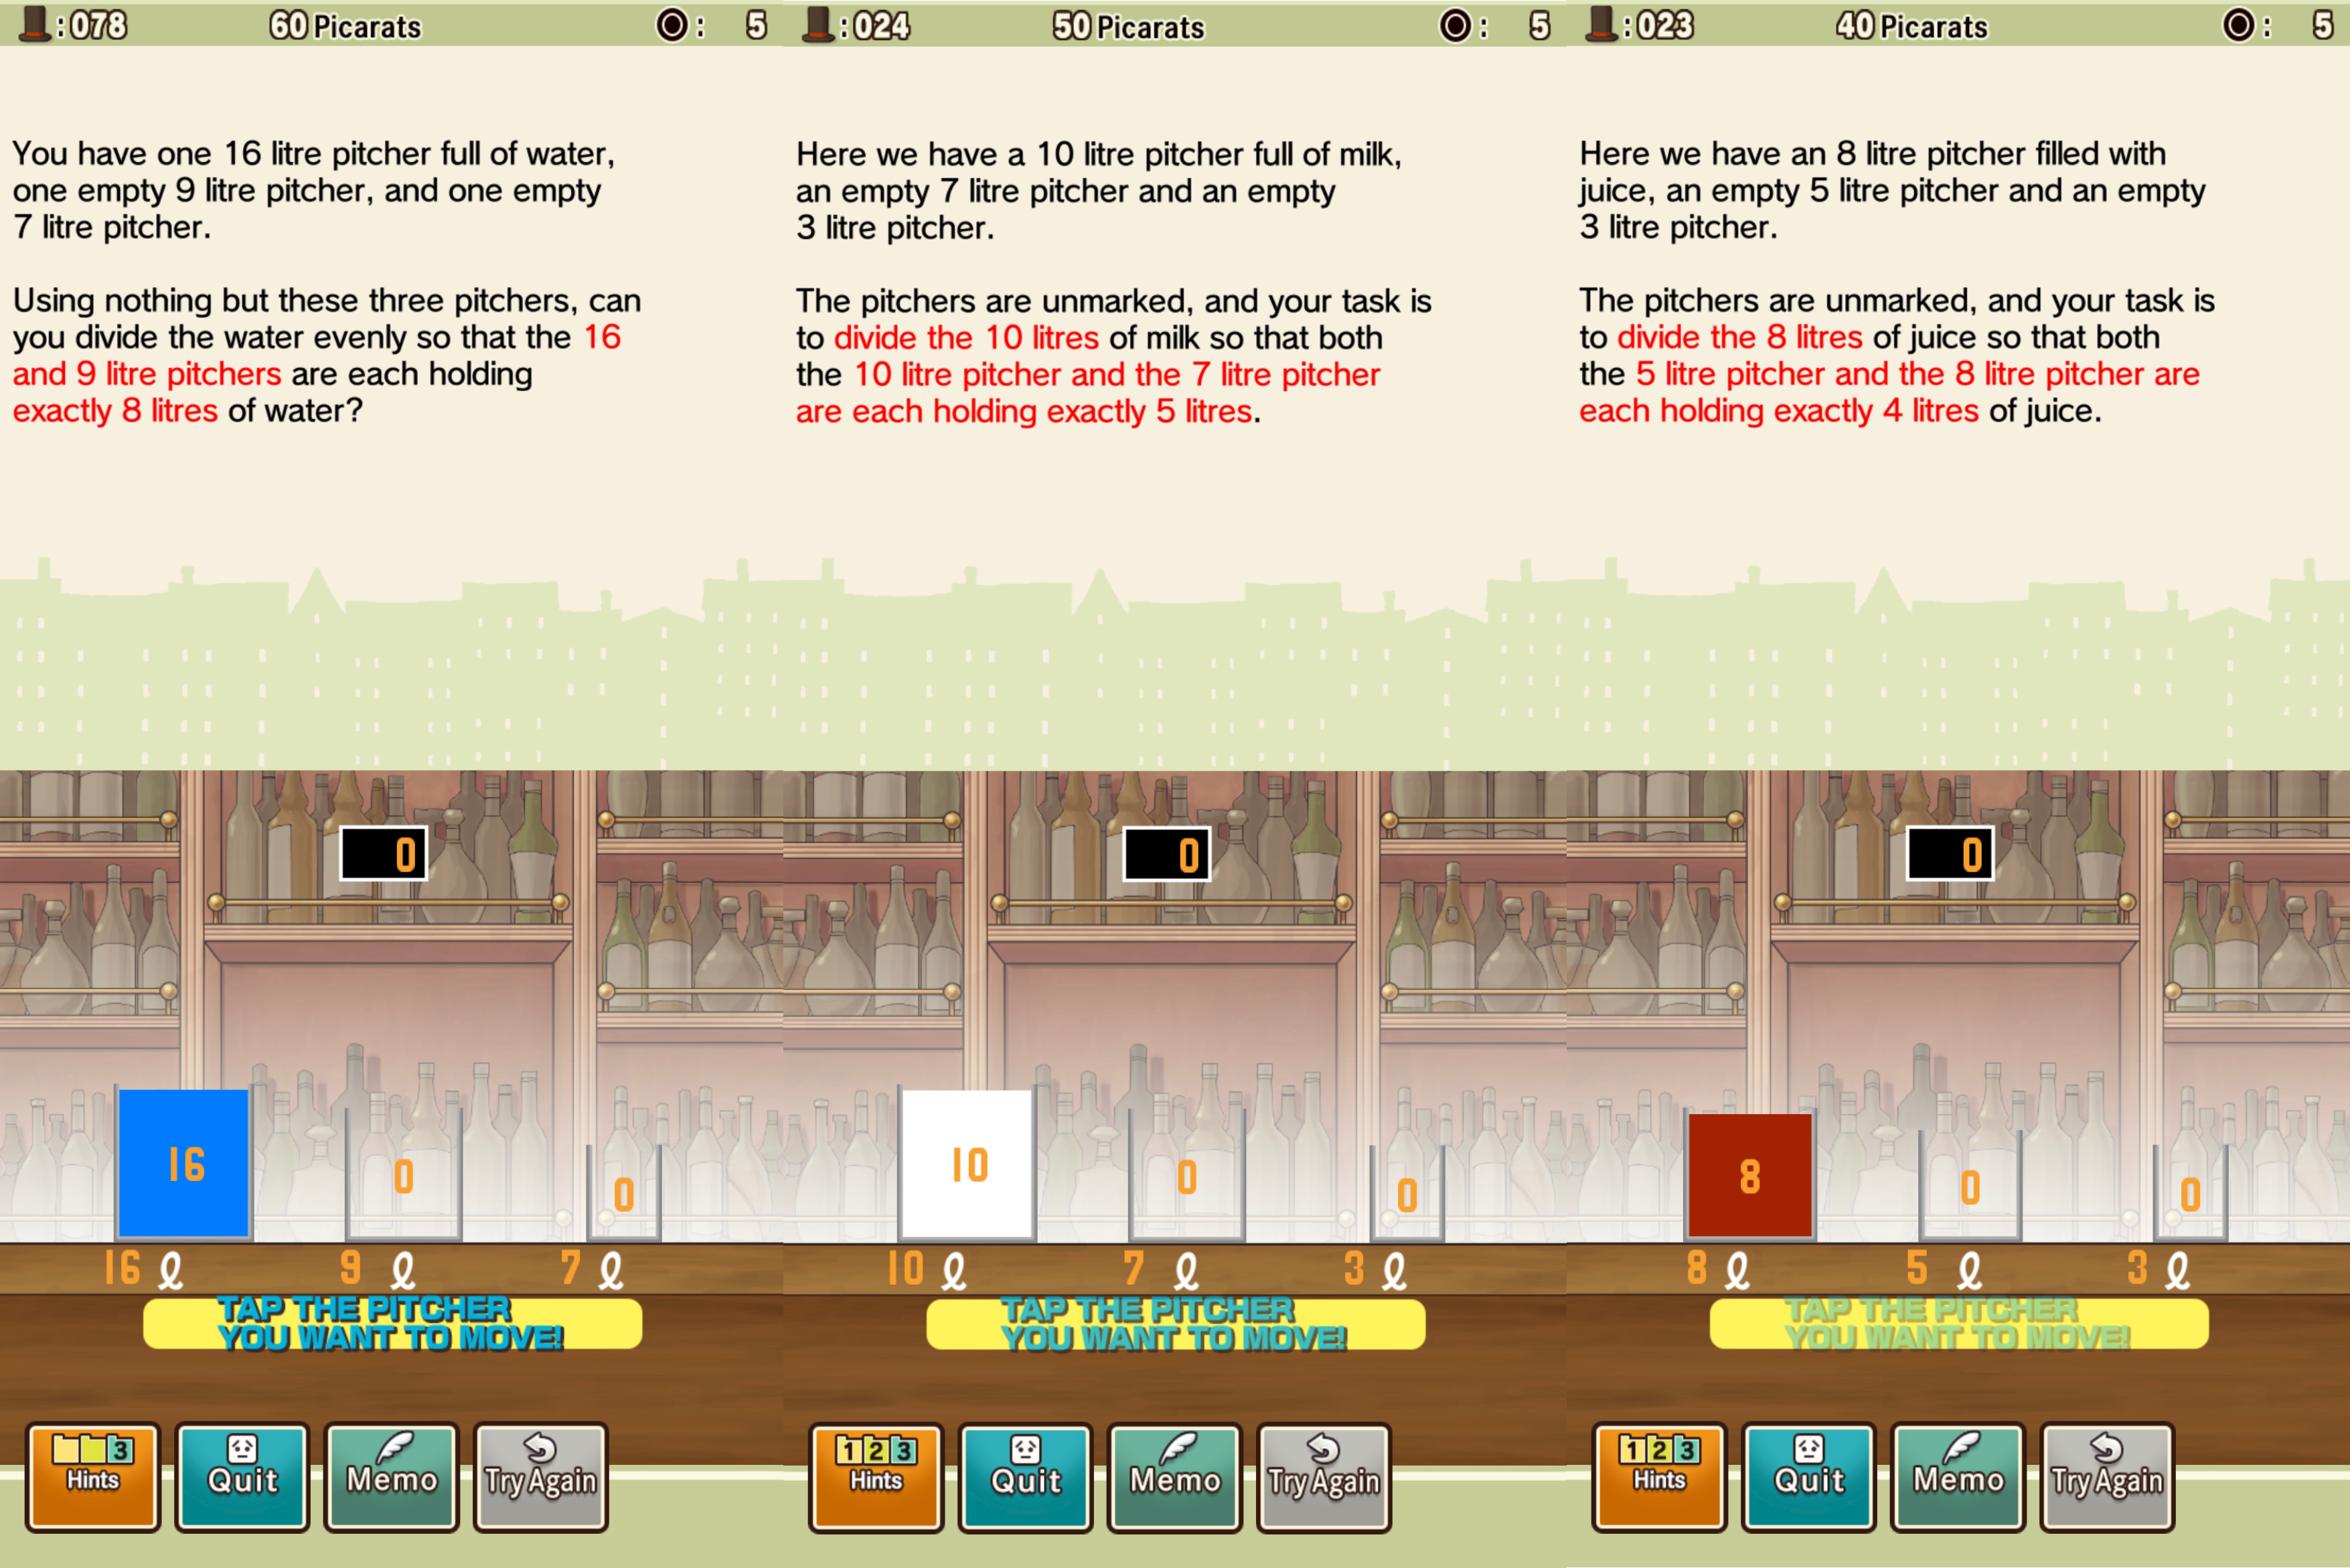 :078 60 Picarats : 5
You have one 16 litre pitcher full of water,
one empty 9 litre pitcher, and one empty
7 litre pitcher.
Using nothing but these three pitchers, can
you divide the water evenly so that the 16
and 9 litre pitchers are each holding
exactly 8 litres of water?
0
16 0 0
16 ℓ 9 ℓ 7 ℓ
TAP THE PITCHER
YOU WANT TO MOVE!
3
Hints Quit Memo Try Again
:024 50 Picarats : 5
Here we have a 10 litre pitcher full of milk,
an empty 7 litre pitcher and an empty
3 litre pitcher.
The pitchers are unmarked, and your task is
to divide the 10 litres of milk so that both
the 10 litre pitcher and the 7 litre pitcher
are each holding exactly 5 litres.
0
10 0 0
10 ℓ 7 ℓ 3 ℓ
TAP THE PITCHER
YOU WANT TO MOVE!
1 2 3
Hints Quit Memo Try Again
:023 40 Picarats : 5
Here we have an 8 litre pitcher filled with
juice, an empty 5 litre pitcher and an empty
3 litre pitcher.
The pitchers are unmarked, and your task is
to divide the 8 litres of juice so that both
the 5 litre pitcher and the 8 litre pitcher are
each holding exactly 4 litres of juice.
0
8 0 0
8 ℓ 5 ℓ 3 ℓ
TAP THE PITCHER
YOU WANT TO MOVE!
1 2 3
Hints Quit Memo Try Again